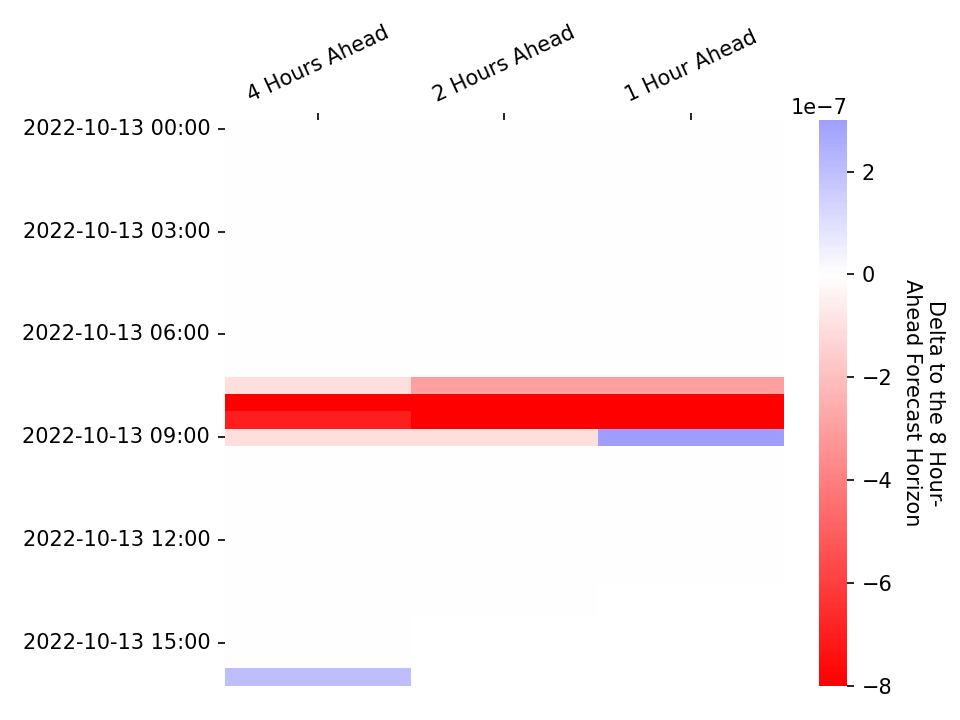 4 Hours Ahead
2 Hours Ahead
1 Hour Ahead
1e−7
2022-10-13 00:00
2022-10-13 03:00
2022-10-13 06:00
2022-10-13 09:00
2022-10-13 12:00
2022-10-13 15:00
2
0
−2
−4
−6
−8
Delta to the 8 Hour-
Ahead Forecast Horizon